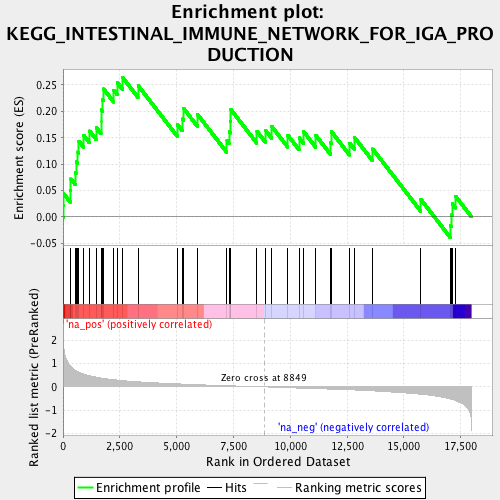 Enrichment plot:
KEGG_INTESTINAL_IMMUNE_NETWORK_FOR_IGA_PRO
DUCTION
Enrichment score (ES)
0.25
0.20
0.15
0.10
0.05
0.00
-0.05
'na_pos' (positively correlated)
Ranked list metric (PreRanked)
2
1
0
-1
-2
Zero cross at 8849
'na_neg' (negatively correlated)
0
2,500
5,000
7,500
10,000
12,500
15,000
17,500
Rank in Ordered Dataset
Enrichment profile
Hits
Ranking metric scores